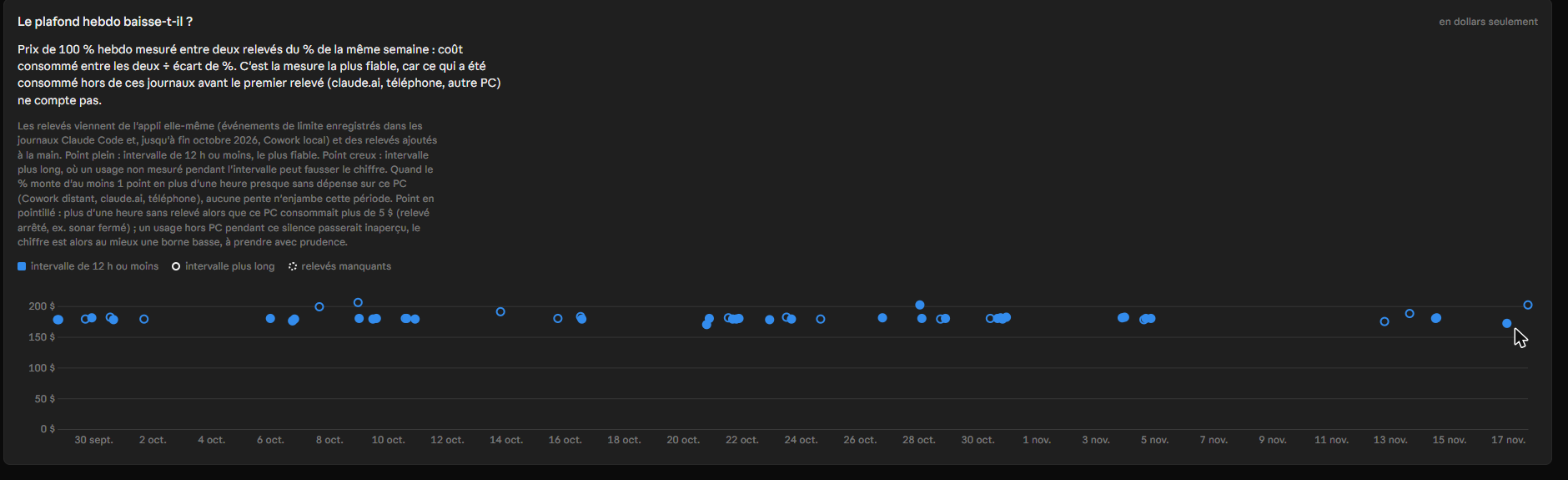 Le plafond hebdo baisse-t-il ?
en dollars seulement
Prix de 100 % hebdo mesuré entre deux relevés du % de la même semaine : coût
consommé entre les deux ÷ écart de %. C'est la mesure la plus fiable, car ce qui a été
consommé hors de ces journaux avant le premier relevé (claude.ai, téléphone, autre PC)
ne compte pas.
Les relevés viennent de l'appli elle-même (événements de limite enregistrés dans les
journaux Claude Code et, jusqu'à fin octobre 2026, Cowork local) et des relevés ajoutés
à la main. Point plein : intervalle de 12 h ou moins, le plus fiable. Point creux : intervalle
plus long, où un usage non mesuré pendant l'intervalle peut fausser le chiffre. Quand le
% monte d'au moins 1 point en plus d'une heure presque sans dépense sur ce PC
(Cowork distant, claude.ai, téléphone), aucune pente n'enjambe cette période. Point en
pointillé : plus d'une heure sans relevé alors que ce PC consommait plus de 5 $ (relevé
arrêté, ex. sonar fermé) ; un usage hors PC pendant ce silence passerait inaperçu, le
chiffre est alors au mieux une borne basse, à prendre avec prudence.
intervalle de 12 h ou moins intervalle plus long relevés manquants
200 $
150 $
100 $
50 $
0 $
30 sept. 2 oct. 4 oct. 6 oct. 8 oct. 10 oct. 12 oct. 14 oct. 16 oct. 18 oct. 20 oct. 22 oct. 24 oct. 26 oct. 28 oct. 30 oct. 1 nov. 3 nov. 5 nov. 7 nov. 9 nov. 11 nov. 13 nov. 15 nov. 17 nov.